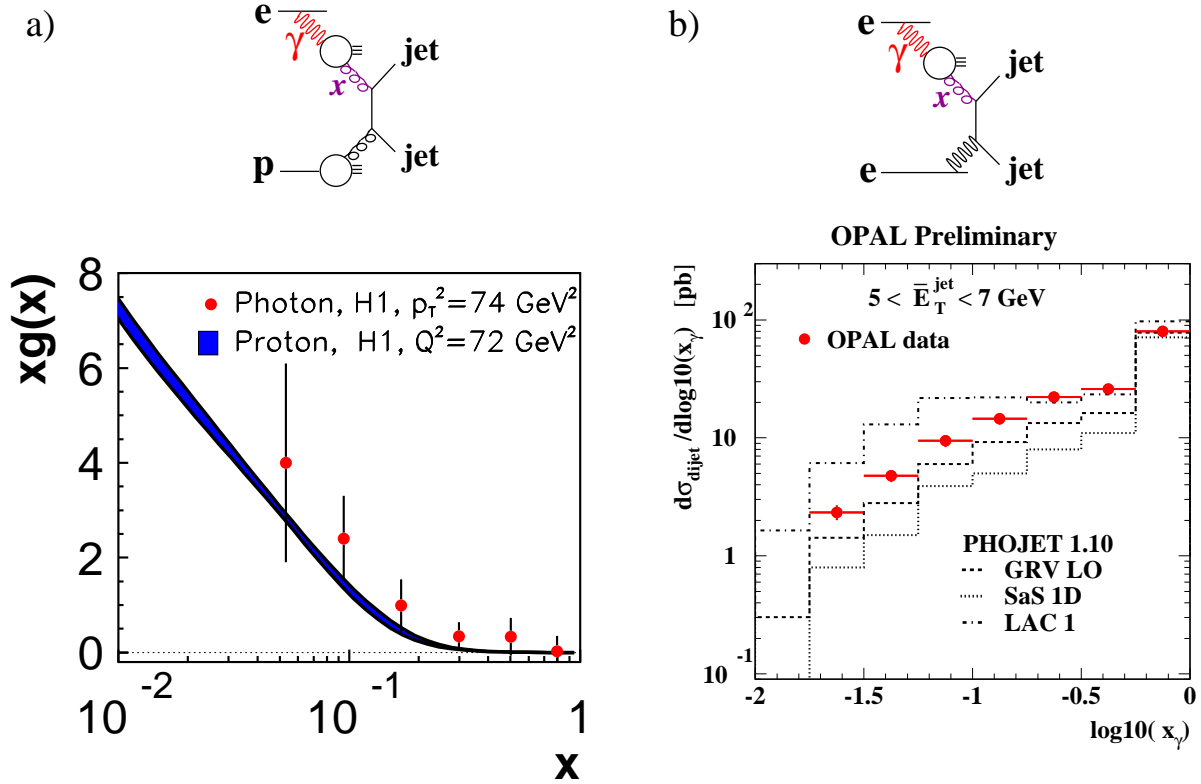 a)
e
γ
jet
x
p
jet
xg(x)
8
6
4
2
0
Photon, H1, p_T^2=74 GeV^2
Proton, H1, Q^2=72 GeV^2
10^-2
10^-1
1
x
b)
e
γ
jet
x
e
jet
OPAL Preliminary
dσ_dijet/dlog10(x_γ) [pb]
5 < E̅_T^jet < 7 GeV
OPAL data
10^2
10
1
10^-1
PHOJET 1.10
GRV LO
SaS 1D
LAC 1
-2
-1.5
-1
-0.5
0
log10( x_γ)